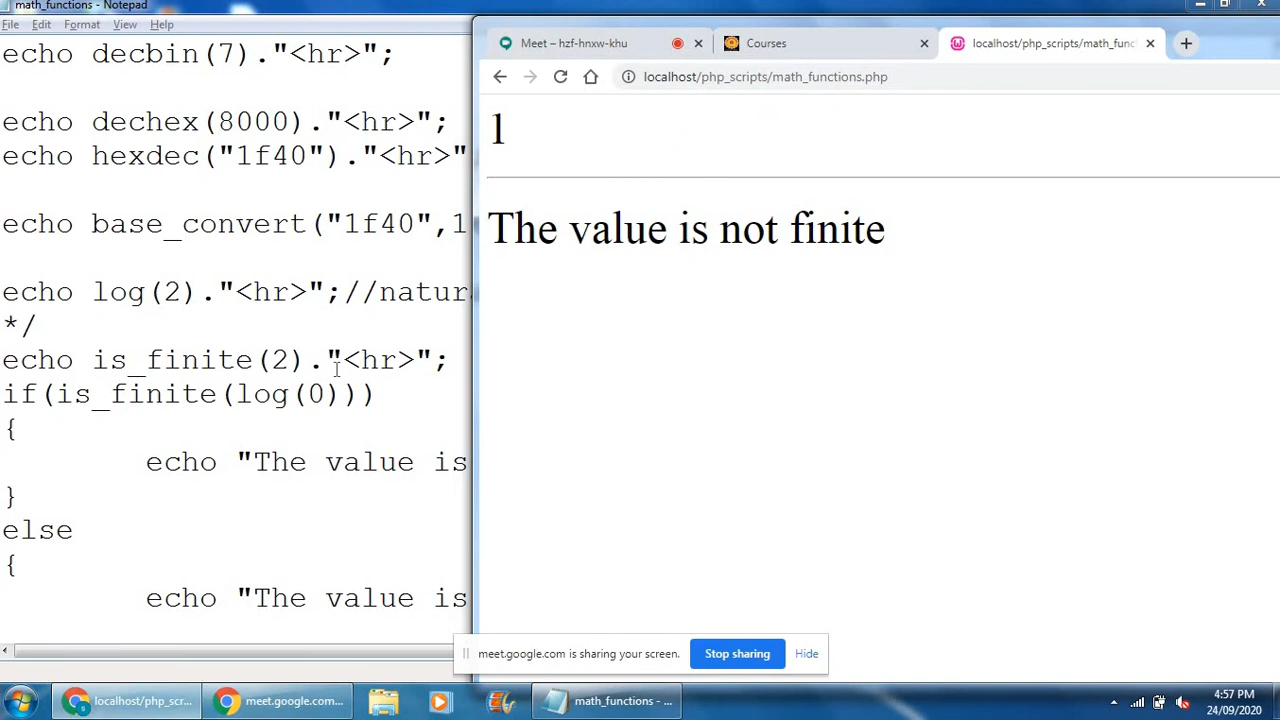 math_functions - Notepad
File Edit Format View Help
echo decbin(7)."<hr>";
echo dechex(8000)."<hr>";
echo hexdec("1f40")."<hr>"
echo base_convert("1f40",1
echo log(2)."<hr>";//natur
*/
echo is_finite(2)."<hr>";
if(is_finite(log(0)))
{
echo "The value is
}
else
{
echo "The value is
Meet – hzf-hnxw-khu
Courses
localhost/php_scripts/math_func
localhost/php_scripts/math_functions.php
1
The value is not finite
meet.google.com is sharing your screen. Stop sharing Hide
localhost/php_scr...
meet.google.com...
math_functions - ...
4:57 PM
24/09/2020